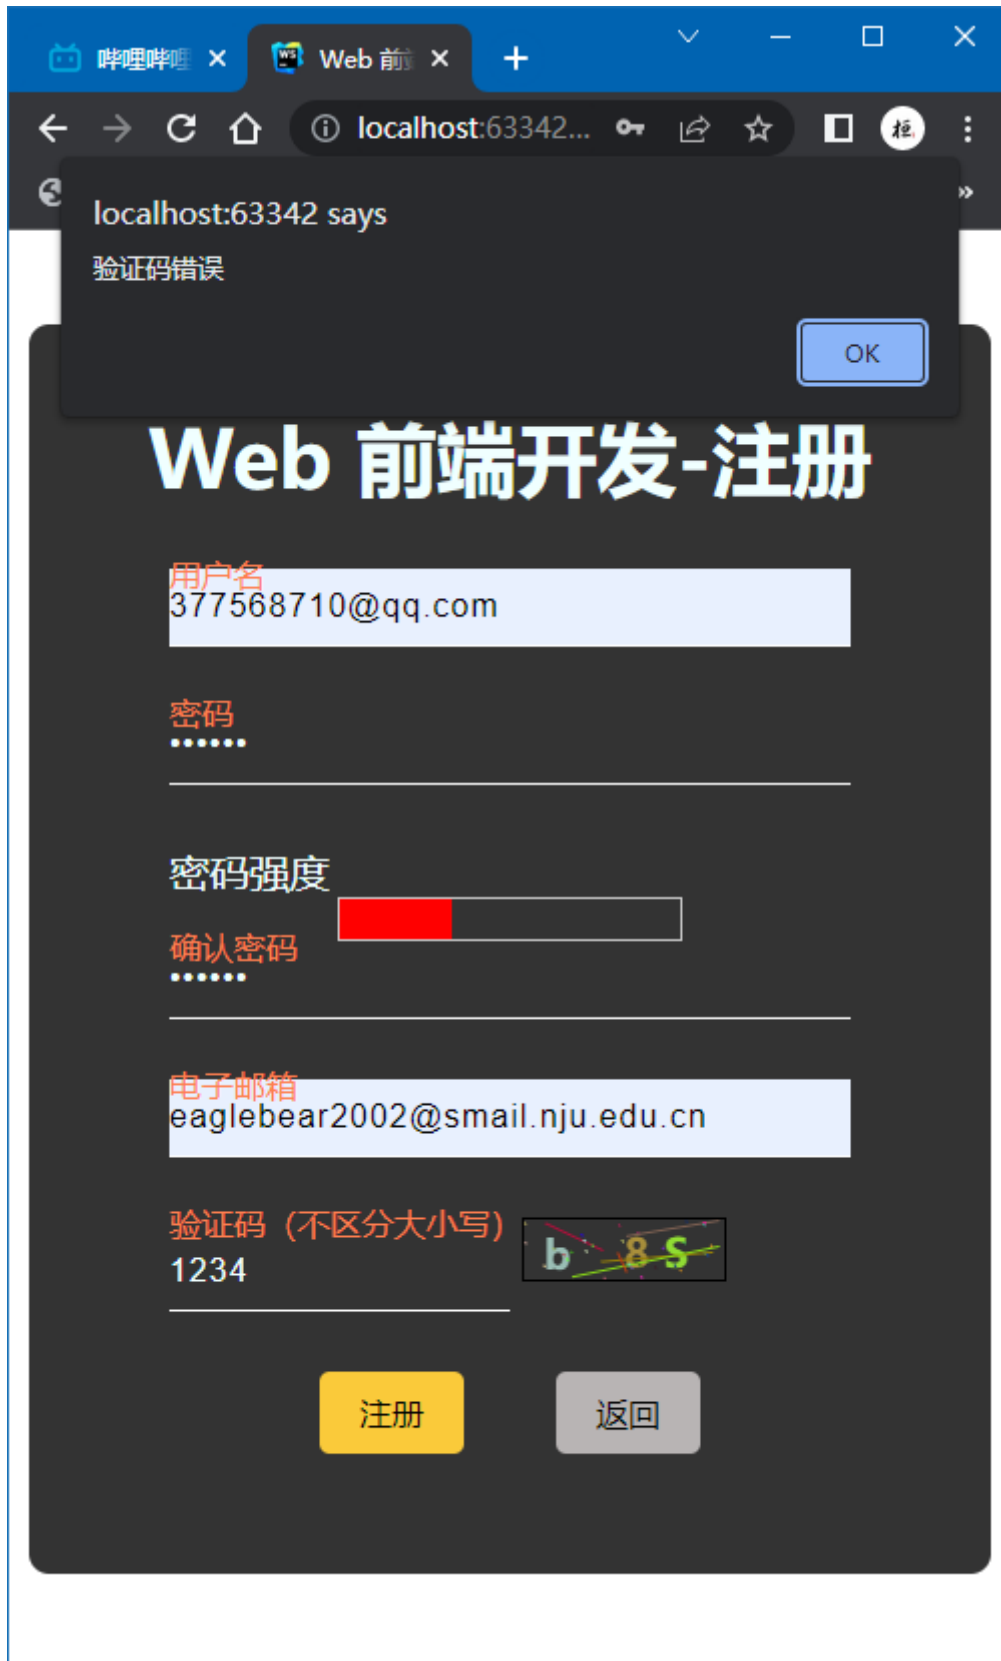 哔哩哔哩
Web 前
localhost:63342...
localhost:63342 says
验证码错误
OK
Web 前端开发-注册
用户名
377568710@qq.com
密码
••••••
密码强度
确认密码
••••••
电子邮箱
eaglebear2002@smail.nju.edu.cn
验证码（不区分大小写）
b 8 S
1234
注册
返回